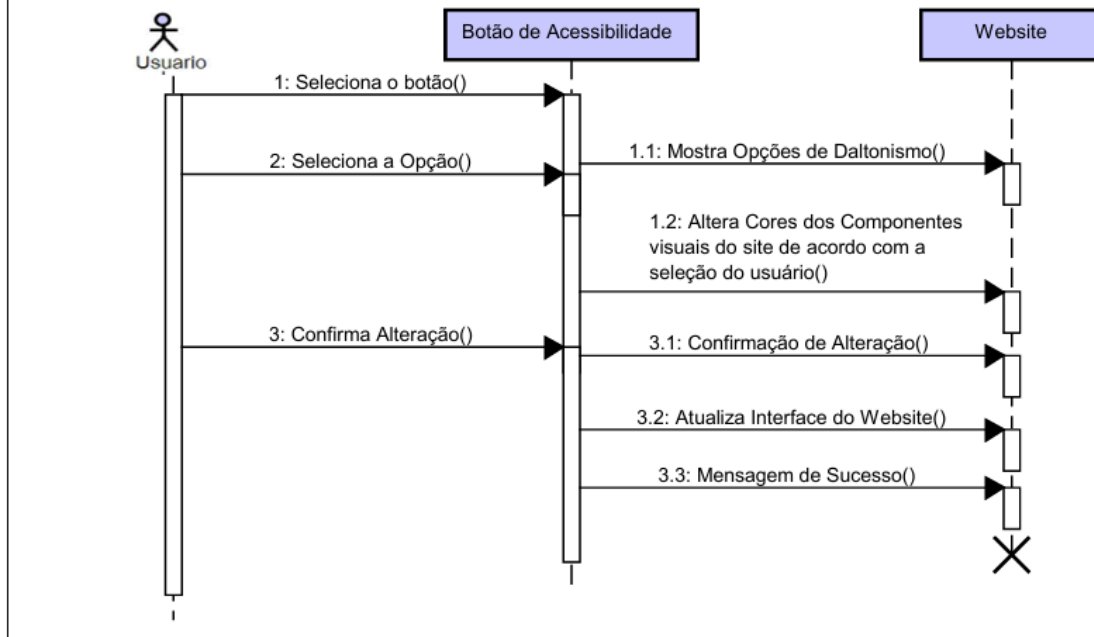 Usuario
Botão de Acessibilidade
Website
1: Seleciona o botão()
2: Seleciona a Opção()
1.1: Mostra Opções de Daltonismo()
1.2: Altera Cores dos Componentes
visuais do site de acordo com a
seleção do usuário()
3: Confirma Alteração()
3.1: Confirmação de Alteração()
3.2: Atualiza Interface do Website()
3.3: Mensagem de Sucesso()